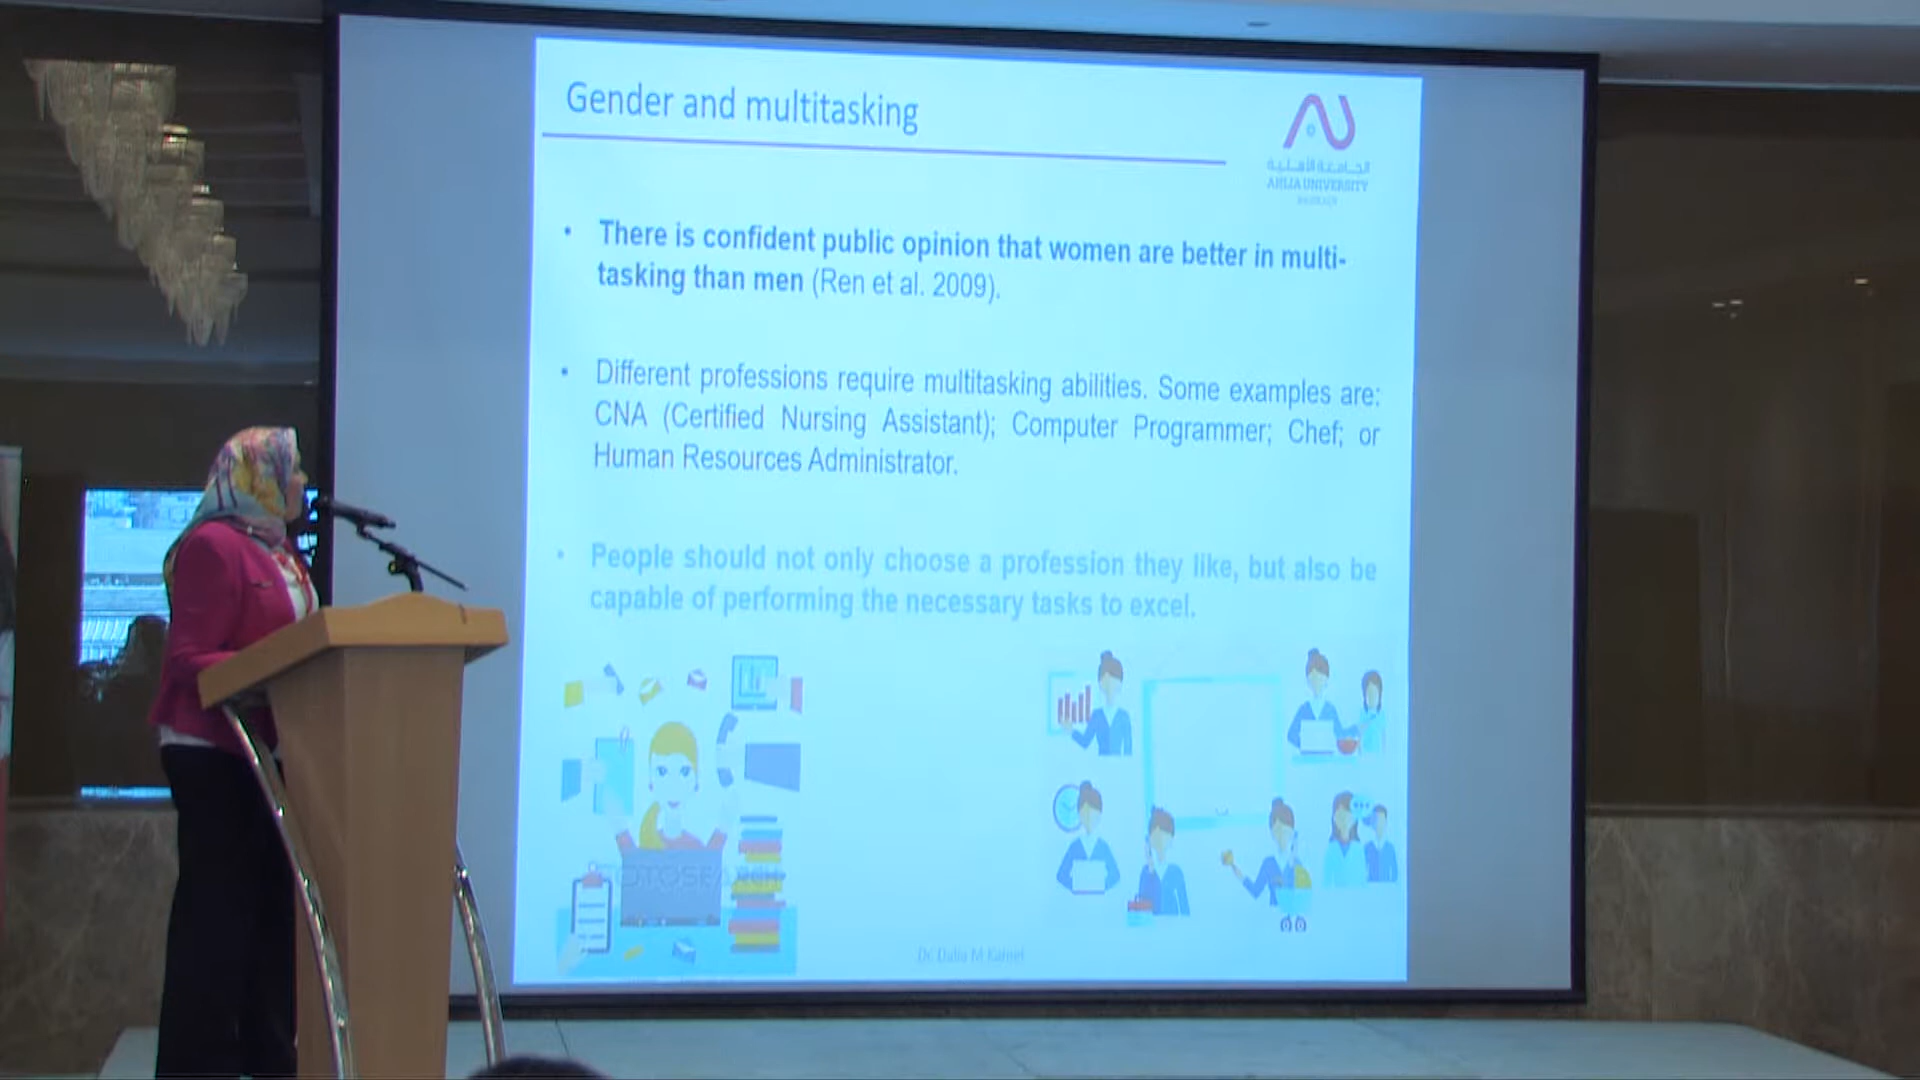 Gender and multitasking
الجامعة الأهلية
AHLIA UNIVERSITY
BAHRAIN
• There is confident public opinion that women are better in multi-
tasking than men (Ren et al. 2009).
• Different professions require multitasking abilities. Some examples are:
CNA (Certified Nursing Assistant); Computer Programmer; Chef; or
Human Resources Administrator.
• People should not only choose a profession they like, but also be
capable of performing the necessary tasks to excel.
FOTOSEARCH
Dr. Dalia M Kamel